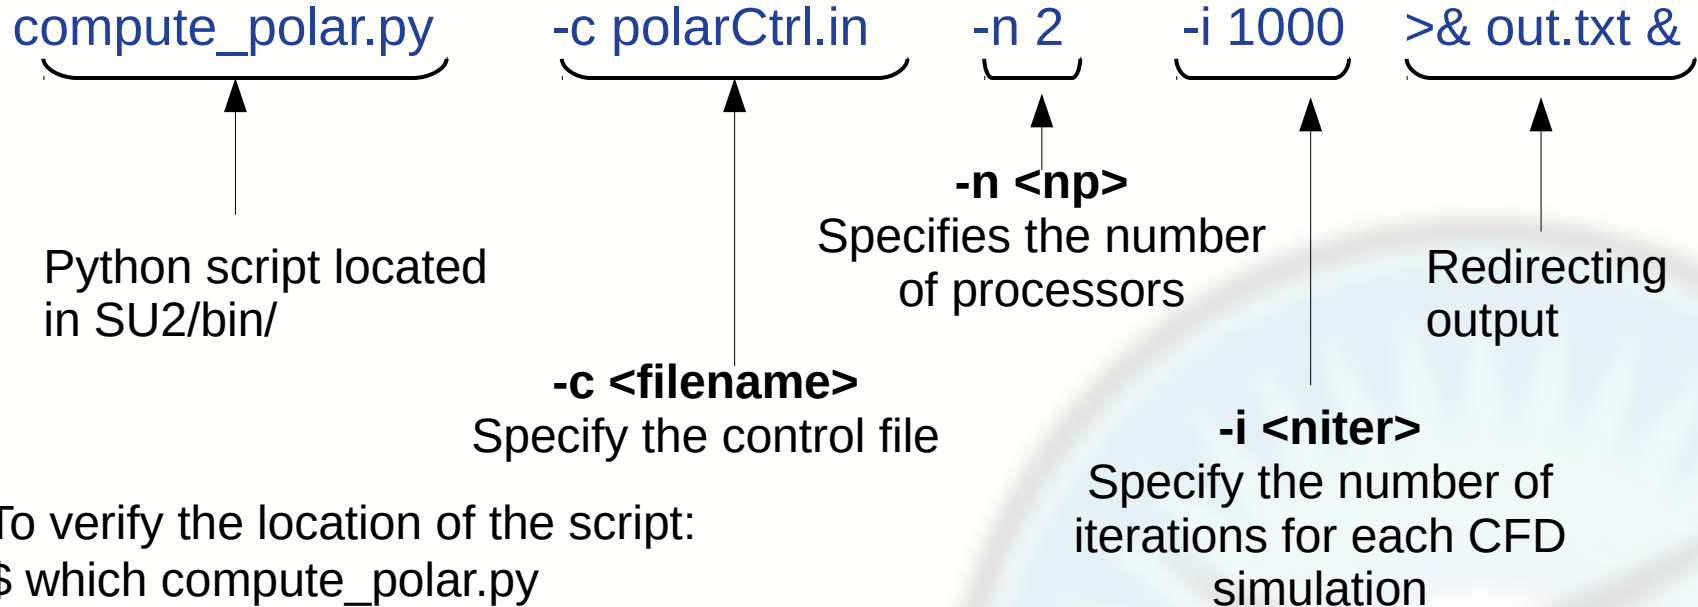 compute_polar.py -c polarCtrl.in -n 2 -i 1000 >& out.txt &
-n <np>
Specifies the number
of processors
Python script located
in SU2/bin/
Redirecting
output
-c <filename>
Specify the control file
-i <niter>
Specify the number of
iterations for each CFD
simulation
To verify the location of the script:
$ which compute_polar.py